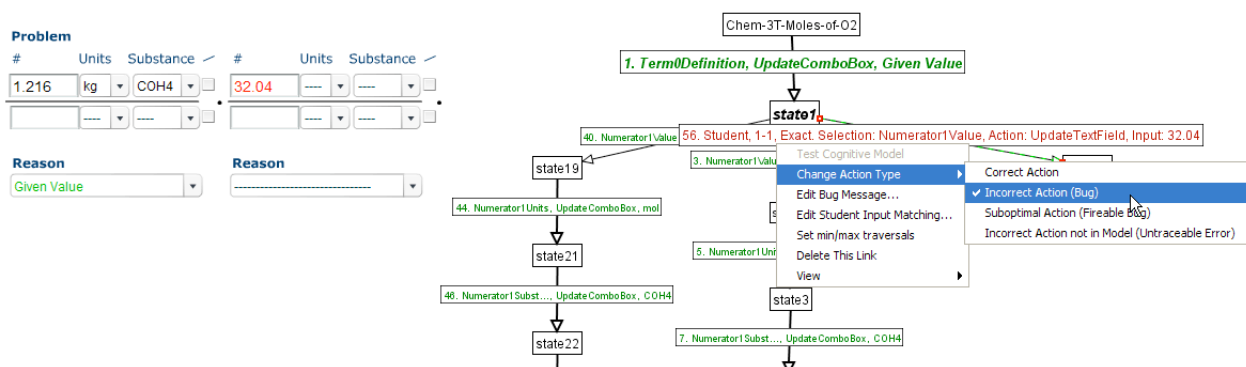 Problem
# Units Substance / # Units Substance /
1.216 kg COH4 32.04 ---- ----
---- ---- ---- ----
Reason Reason
Given Value --------------------------------
Chem-3T-Moles-of-O2
1. Term0Definition, UpdateComboBox, Given Value
state1
40. Numerator1Value
56. Student, 1-1, Exact. Selection: Numerator1Value, Action: UpdateTextField, Input: 32.04
3. Numerator1Valu
Test Cognitive Model
Change Action Type
Edit Bug Message...
Edit Student Input Matching...
Set min/max traversals
Delete This Link
View
Correct Action
Incorrect Action (Bug)
Suboptimal Action (Fireable Bug)
Incorrect Action not in Model (Untraceable Error)
state19
44. Numerator1Units, UpdateComboBox, mol
5. Numerator1Uni
state21
46. Numerator1Subst..., UpdateComboBox, COH4
state3
7. Numerator1Subst..., UpdateComboBox, COH4
state22